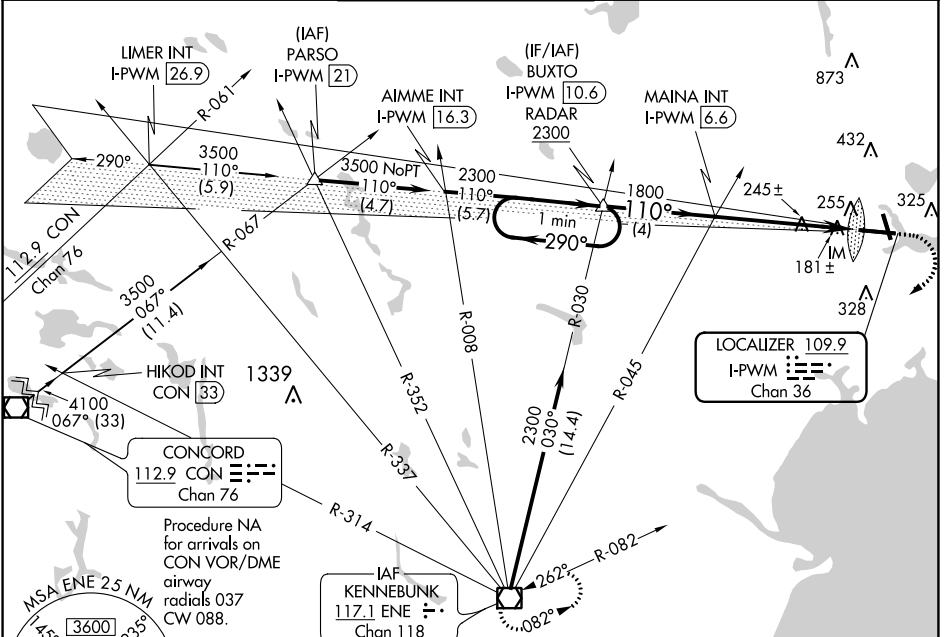 LIMER INT
I-PWM 26.9
(IAF)
PARSO
I-PWM 21
AIMME INT
I-PWM 16.3
(IF/IAF)
BUXTO
I-PWM 10.6
RADAR
2300
MAINA INT
I-PWM 6.6
873
432
325
255
245±
181±
328
IM
R-061
290°
3500
110°
(5.9)
3500 NoPT
110°
(4.7)
2300
110°
(5.7)
1 min
290°
1800
110°
(4)
112.9 CON
Chan 76
R-067
3500
067°
(11.4)
HIKOD INT
CON 33
1339
4100
067° (33)
CONCORD
112.9 CON
Chan 76
R-337
R-352
R-008
R-030
R-045
2300
030°
(14.4)
LOCALIZER 109.9
I-PWM
Chan 36
R-314
Procedure NA
for arrivals on
CON VOR/DME
airway
radials 037
CW 088.
IAF
KENNEBUNK
117.1 ENE
Chan 118
262°
R-082
082°
MSA ENE 25 NM
3600
145°
035°